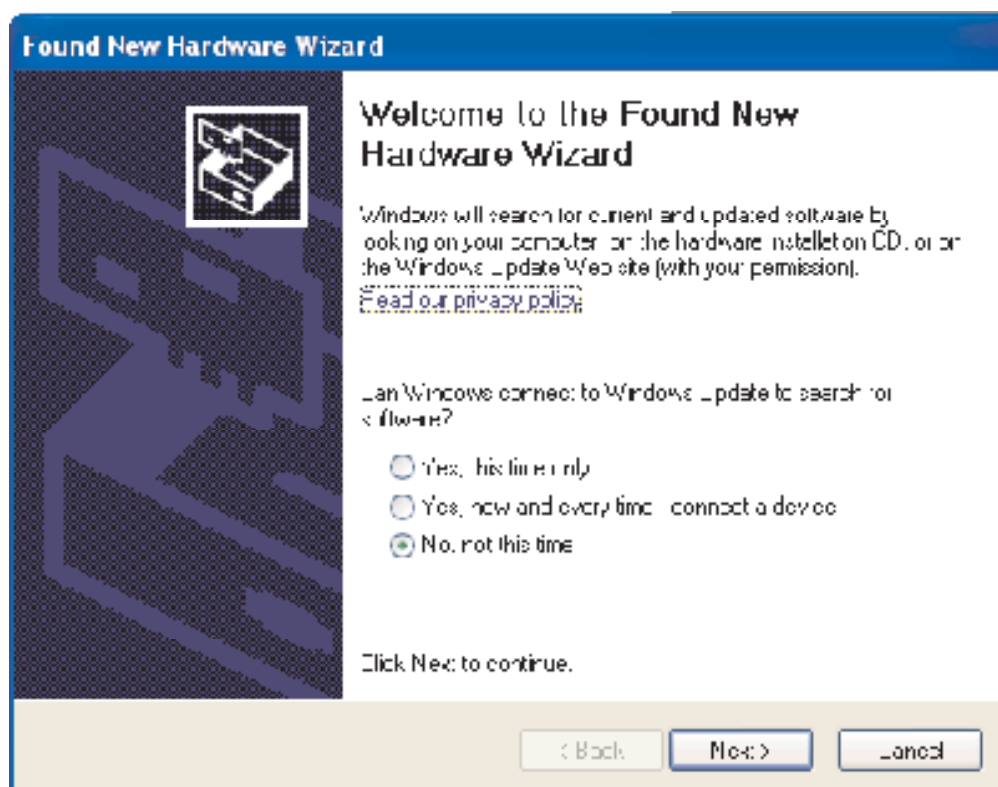 Found New Hardware Wizard
Welcome to the Found New
Hardware Wizard
Windows will search for current and updated software by
looking on your computer, on the hardware installation CD, or on
the Windows Update Web site (with your permission).
Read our privacy policy
Can Windows connect to Windows Update to search for
software?
Yes, this time only
Yes, now and every time I connect a device
No, not this time
Click Next to continue.
< Back
Next >
Cancel